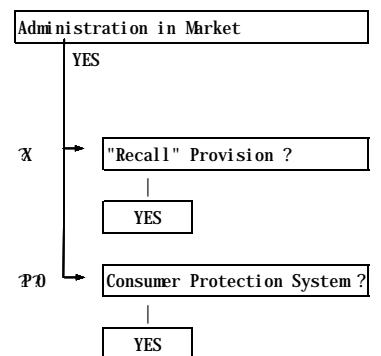 Administration in Market
YES
"Recall" Provision ?
YES
Consumer Protection System ?
YES